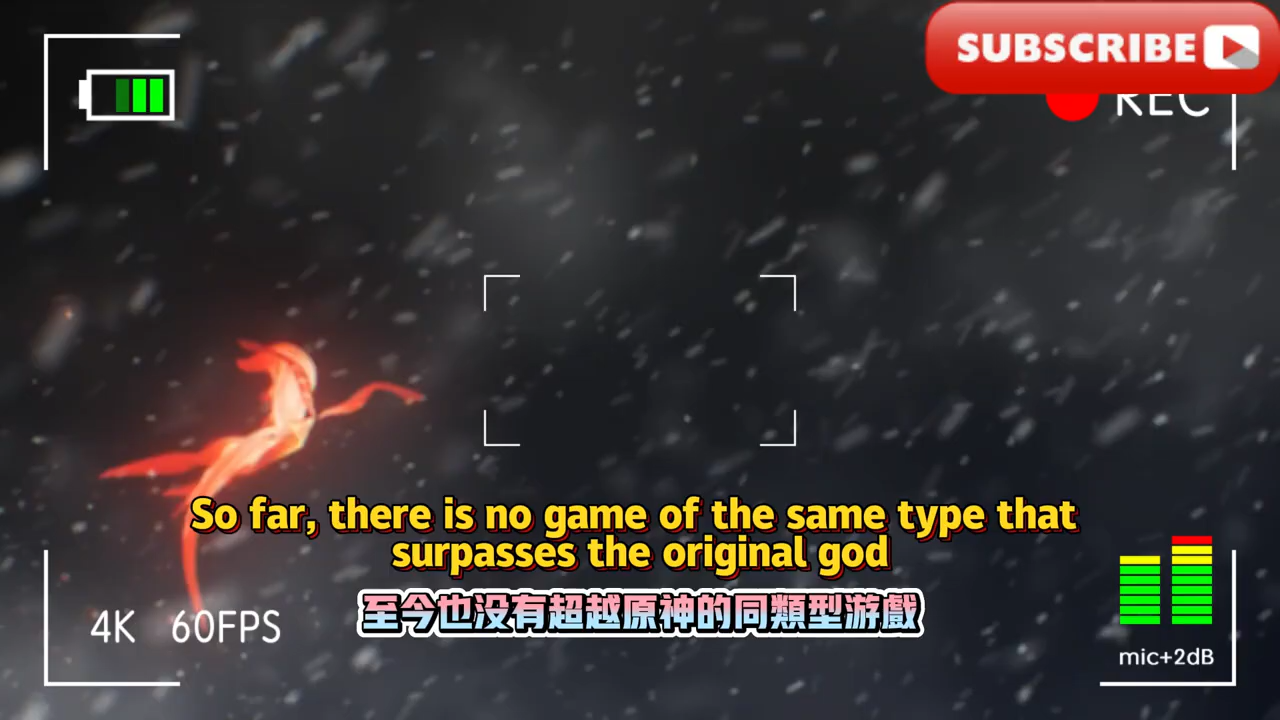 SUBSCRIBE
REC
So far, there is no game of the same type that
surpasses the original god
至今也没有超越原神的同類型游戲
4K 60FPS
mic+2dB